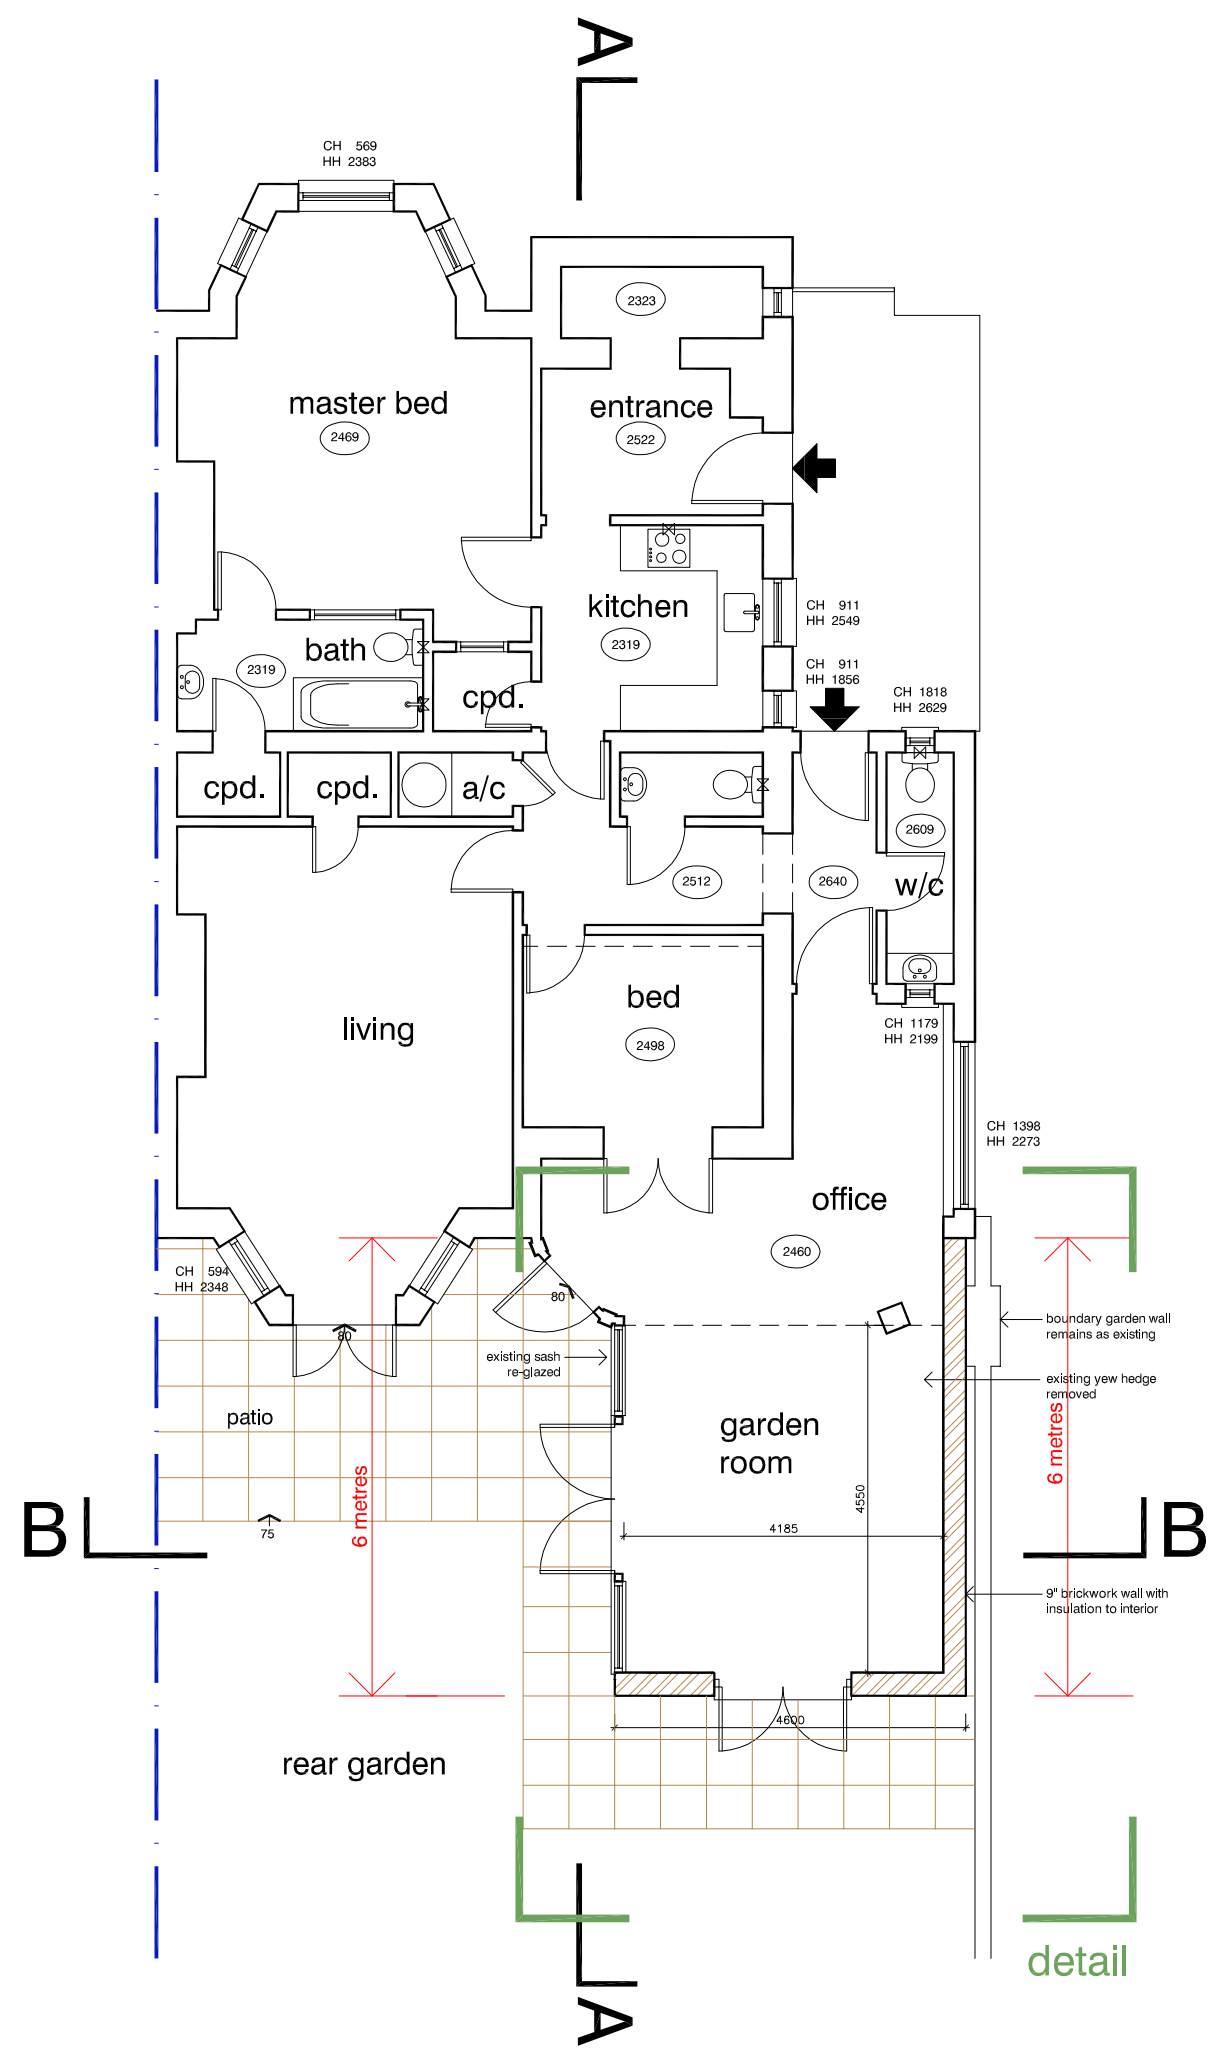 A
CH 569
HH 2383
2323
master bed
2469
entrance
2522
kitchen
2319
CH 911
HH 2549
CH 911
HH 1856
bath
2319
cpd.
CH 1818
HH 2629
cpd.
cpd.
a/c
2609
w/c
2512
2640
bed
2498
living
CH 1179
HH 2199
CH 1398
HH 2273
office
2460
CH 594
HH 2348
80
80
boundary garden wall
remains as existing
existing sash
re-glazed
existing yew hedge
removed
patio
garden
room
6 metres
6 metres
4550
4185
75
B
B
9" brickwork wall with
insulation to interior
4600
rear garden
detail
A